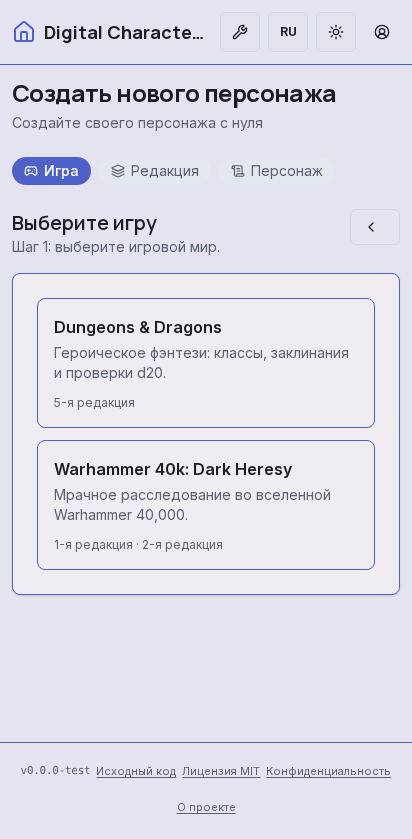 Digital Characte…
RU
Создать нового персонажа
Создайте своего персонажа с нуля
Игра
Редакция
Персонаж
Выберите игру
Шаг 1: выберите игровой мир.
Dungeons & Dragons
Героическое фэнтези: классы, заклинания
и проверки d20.
5-я редакция
Warhammer 40k: Dark Heresy
Мрачное расследование во вселенной
Warhammer 40,000.
1-я редакция · 2-я редакция
v0.0.0-test Исходный код Лицензия MIT Конфиденциальность
О проекте